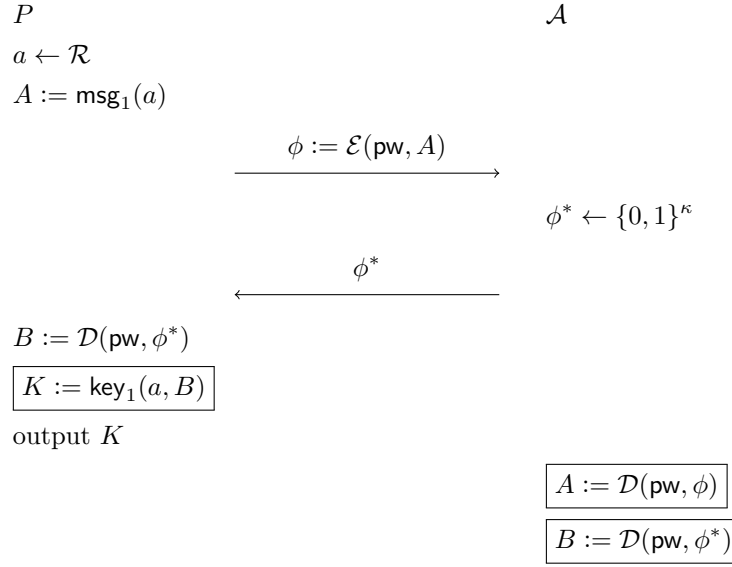 P 𝒜
a ← ℛ
A := msg₁(a)
ϕ := ℰ(pw, A)
ϕ* ← {0, 1}^κ
ϕ*
B := 𝒟(pw, ϕ*)
K := key₁(a, B)
output K
A := 𝒟(pw, ϕ)
B := 𝒟(pw, ϕ*)